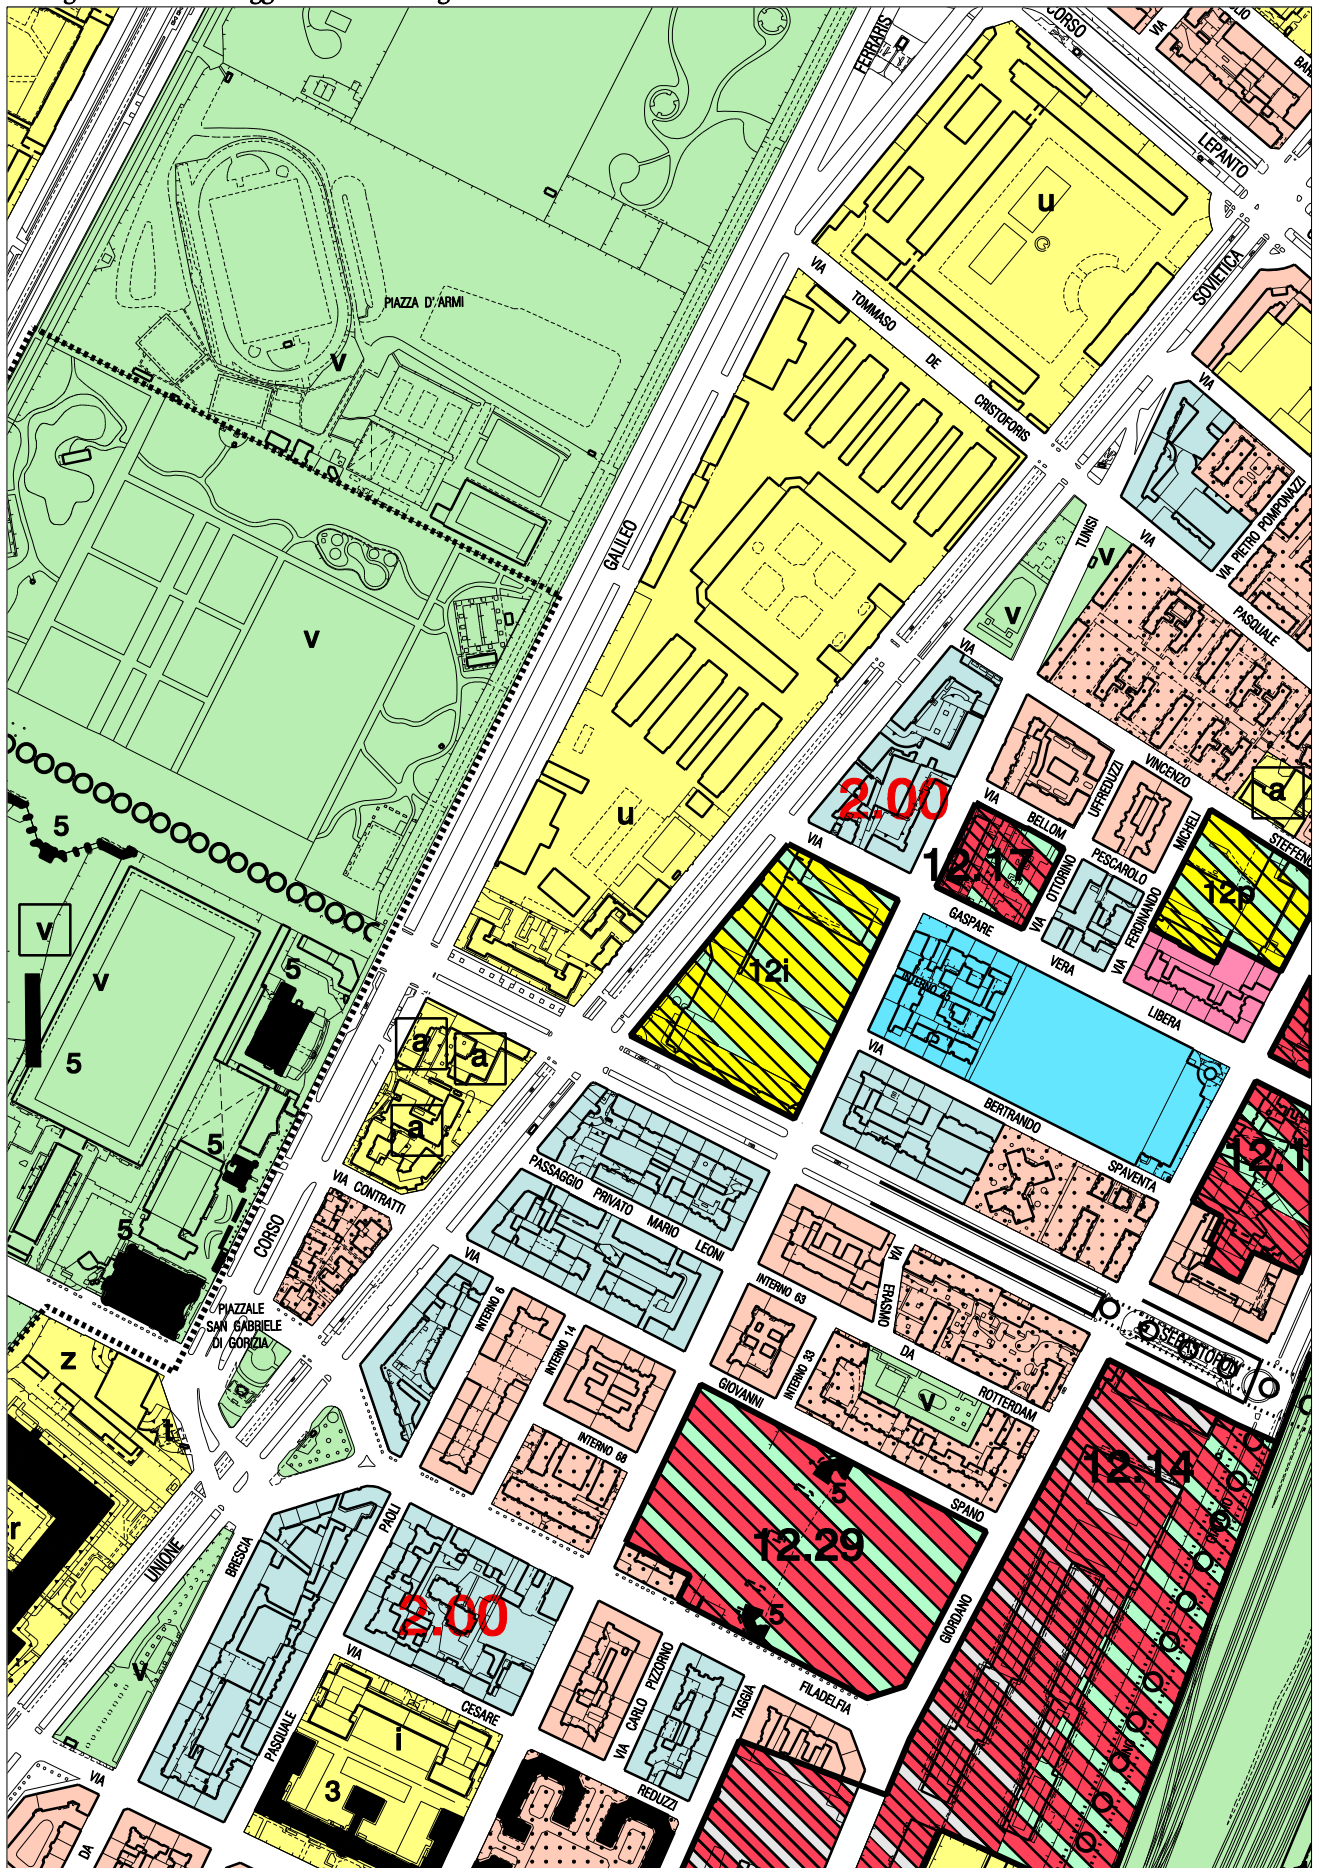 FERRARIS
CORSO
VIA
LEPANTO
u
SOVIETICA
VIA
TOMMASO
DE
CRISTOFORIS
PIAZZA D'ARMI
v
VIA
GALILEO
TUNISI
v
VIA
VIA PIETRO POMPONAZZI
PASQUALE
v
v
VIA
2.00
u
VIA
VIA
BELLOM
UFFREDUZZI
VINCENZO
a
PESCAROLO
MICHELI
12.17
OTTORINO
VIA
GASPARE
VERA
FERDINANDO
VIA
12p
LIBERA
12i
INTERNO 45
5
v
v
5
5
a
a
a
VIA
BERTRANDO
SPAVENTA
5
5
VIA CONTRATTI
CORSO
PASSAGGIO PRIVATO MARIO LEONI
VIA
INTERNO 6
INTERNO 14
INTERNO 63
VIA
ERASMO
DA
ROTTERDAM
INTERNO 33
v
PIAZZALE
SAN GABRIELE
DI GORIZIA
z
t
r
GIOVANNI
SPANO
INTERNO 68
5
12.29
5
12.14
GIORDANO
UNIONE
BRESCIA
PAOLI
2.00
VIA
CESARE
v
VIA
PASQUALE
i
3
VIA CARLO PIZZORNO
TAGGIA
FILADELFIA
REDUZZI
DA